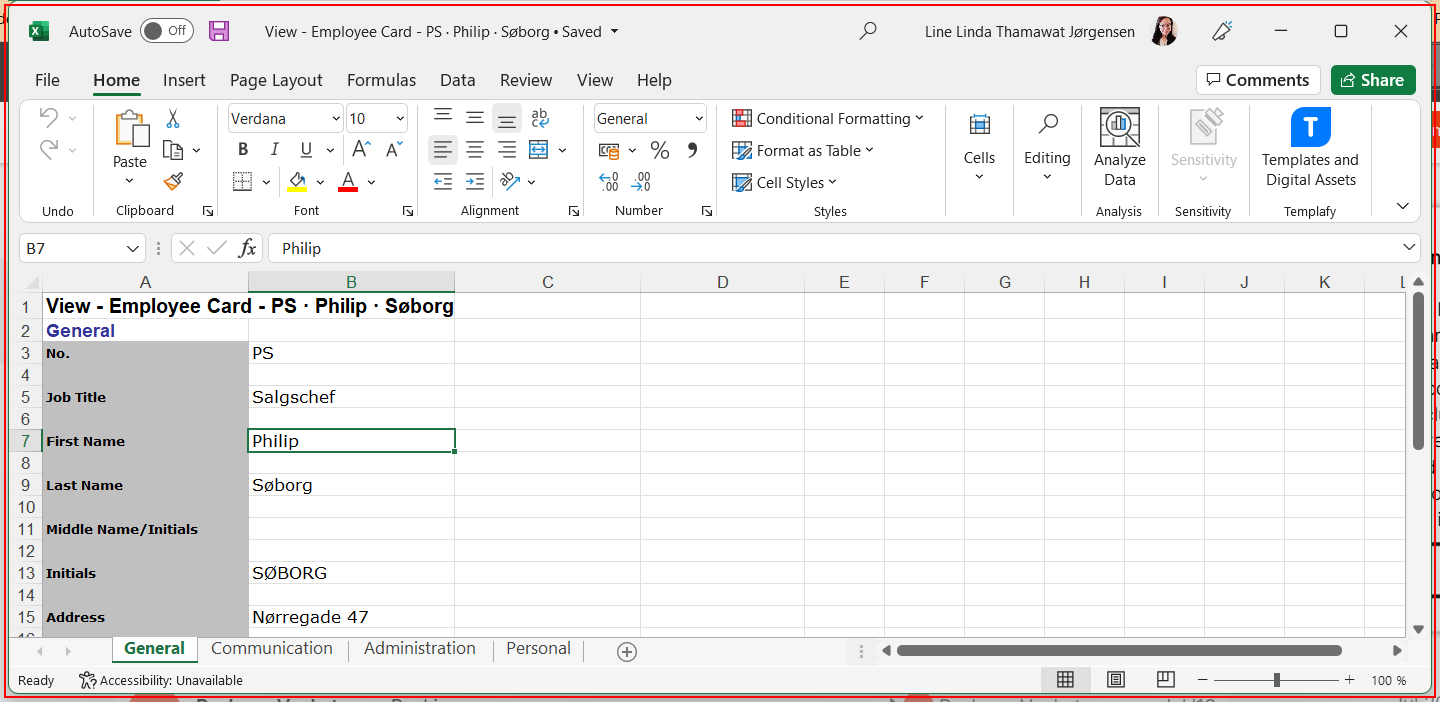 AutoSave Off View - Employee Card - PS · Philip · Søborg • Saved Line Linda Thamawat Jørgensen
File Home Insert Page Layout Formulas Data Review View Help Comments Share
Verdana 10 ab General Conditional Formatting
Paste B I U A A % Format as Table Cells Editing Analyze Data Sensitivity Templates and Digital Assets
A Cell Styles
Undo Clipboard Font Alignment Number Styles Analysis Sensitivity Templafy
B7 fx Philip
A B C D E F G H I J K L
1 View - Employee Card - PS · Philip · Søborg
2 General
3 No. PS
4
5 Job Title Salgschef
6
7 First Name Philip
8
9 Last Name Søborg
10
11 Middle Name/Initials
12
13 Initials SØBORG
14
15 Address Nørregade 47
General Communication Administration Personal
Ready Accessibility: Unavailable 100 %